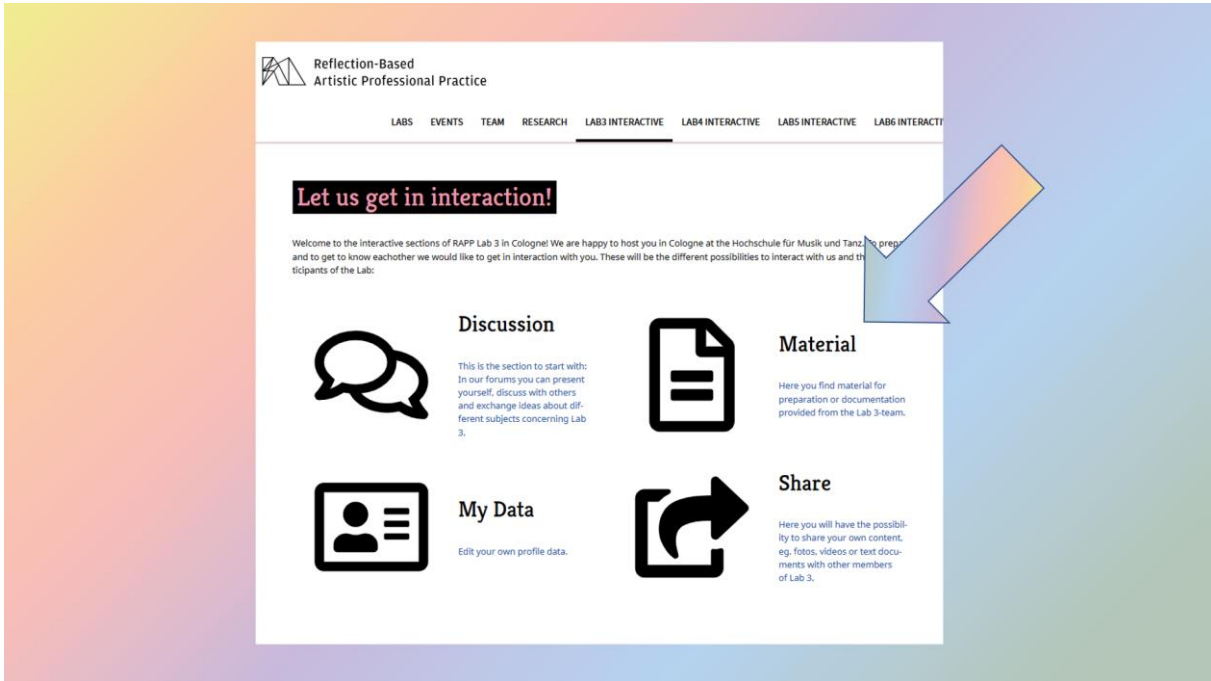 Reflection-Based
Artistic Professional Practice
LABS EVENTS TEAM RESEARCH LAB3 INTERACTIVE LAB4 INTERACTIVE LAB5 INTERACTIVE LAB6 INTERACTI
Let us get in interaction!
Welcome to the interactive sections of RAPP Lab 3 in Cologne! We are happy to host you in Cologne at the Hochschule für Musik und Tanz. To prepa
and to get to know eachother we would like to get in interaction with you. These will be the different possibilities to interact with us and th
ticipants of the Lab:
Discussion
This is the section to start with:
In our forums you can present
yourself, discuss with others
and exchange ideas about dif-
ferent subjects concerning Lab
3.
Material
Here you find material for
preparation or documentation
provided from the Lab 3-team.
My Data
Edit your own profile data.
Share
Here you will have the possibil-
ity to share your own content,
eg. fotos, videos or text docu-
ments with other members
of Lab 3.